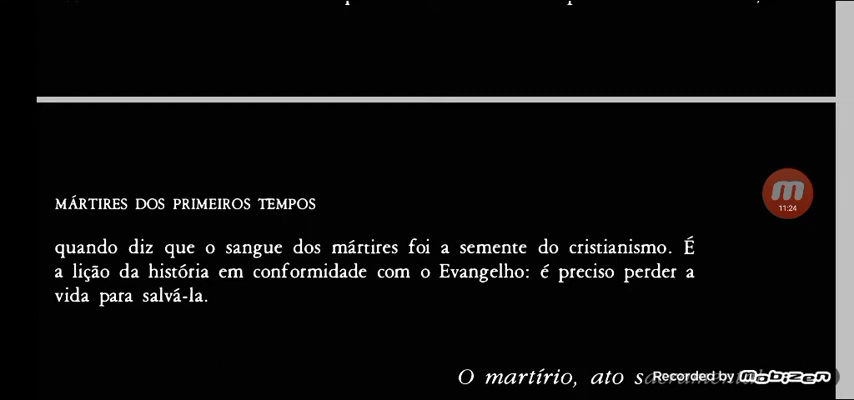 MÁRTIRES DOS PRIMEIROS TEMPOS
11:24
quando diz que o sangue dos mártires foi a semente do cristianismo. É
a lição da história em conformidade com o Evangelho: é preciso perder a
vida para salvá-la.
O martírio, ato
Recorded by mobizen